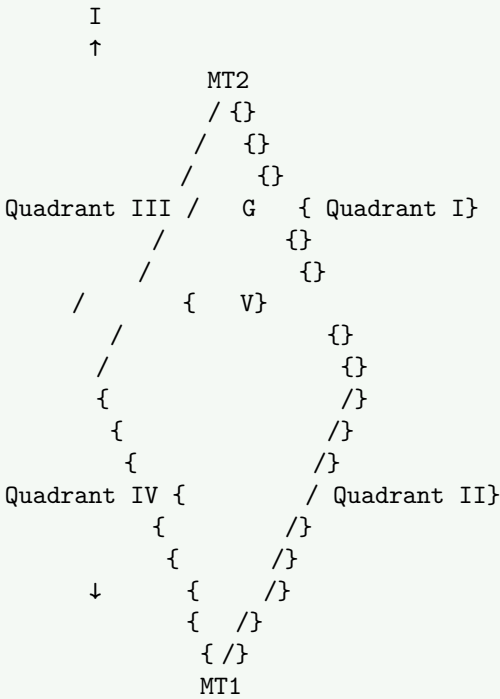 I
↑
MT2
/ {}
/ {}
/ {}
Quadrant III / G { Quadrant I}
/ {}
/ {}
/ { V}
/ {}
/ {}
{ /}
{ /}
{ /}
Quadrant IV { / Quadrant II}
{ /}
{ /}
↓ { /}
{ /}
{ /}
MT1